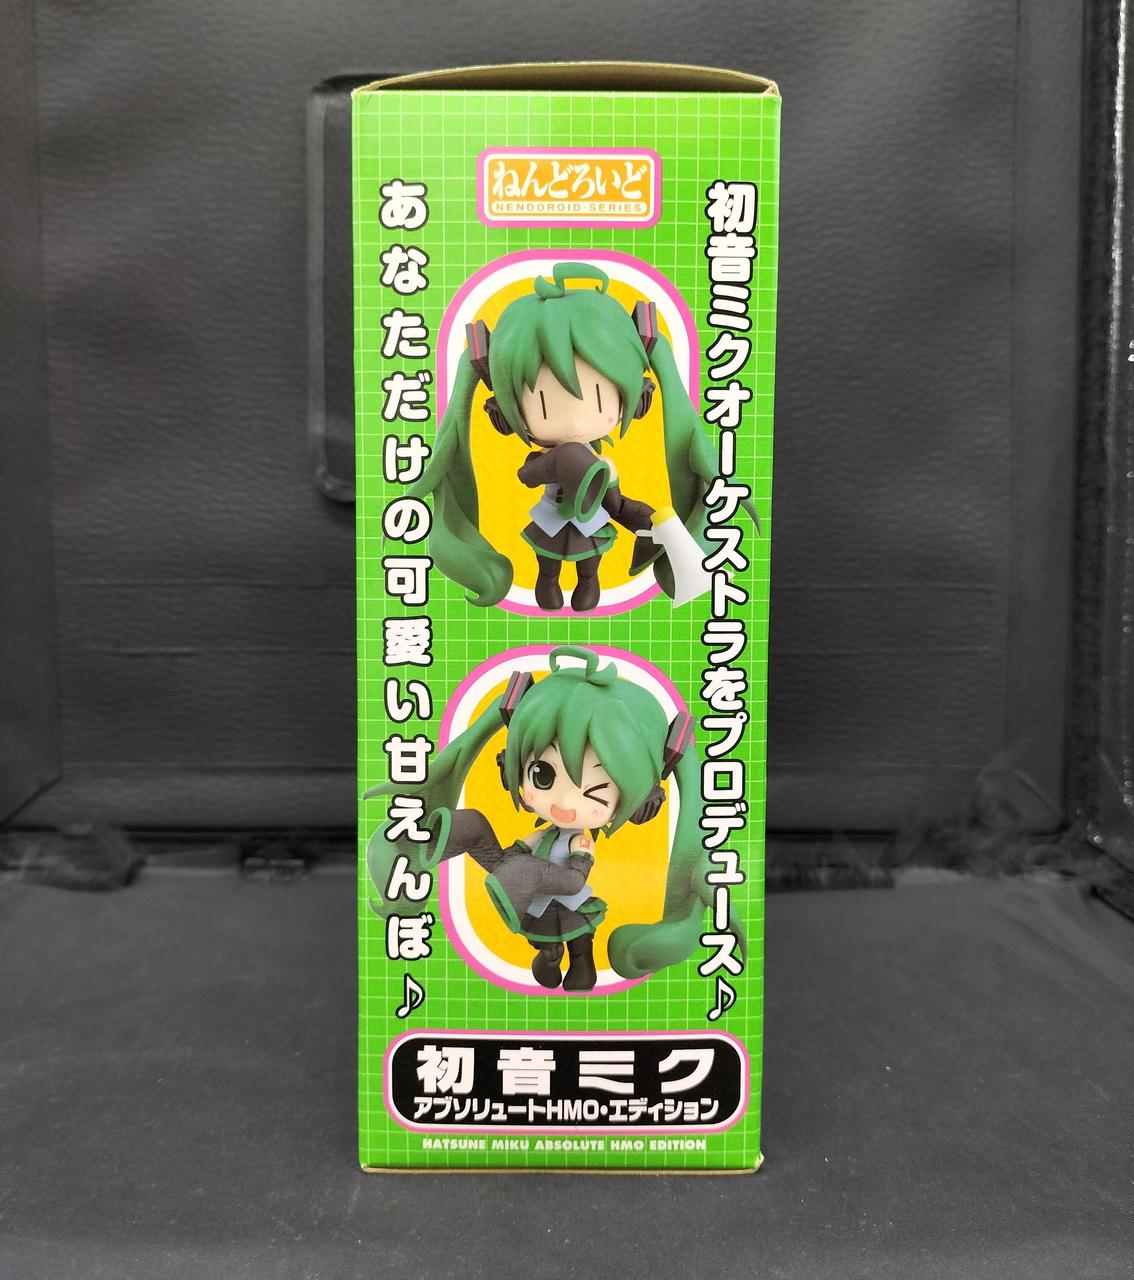 ねんどろいど
NENDOROID-SERIES
初音ミクオーケストラをプロデュース♪
あなただけの可愛い甘えんぼ♪
初音ミク
アブソリュートHMO・エディション
HATSUNE MIKU ABSOLUTE HMO EDITION